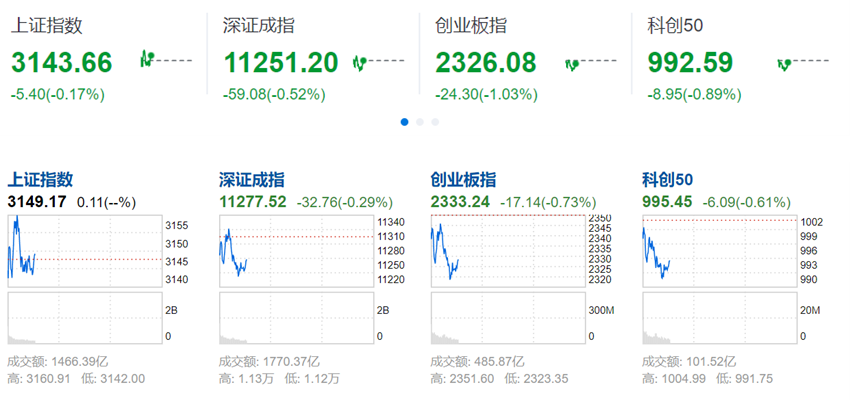 上证指数 深证成指 创业板指 科创50
3143.66 11251.20 2326.08 992.59
-5.40(-0.17%) -59.08(-0.52%) -24.30(-1.03%) -8.95(-0.89%)
上证指数
3149.17 0.11(--%)
3155
3150
3145
3140
2B
0
成交额: 1466.39亿
高: 3160.91 低: 3142.00
深证成指
11277.52 -32.76(-0.29%)
11340
11310
11280
11250
11220
2B
0
成交额: 1770.37亿
高: 1.13万 低: 1.12万
创业板指
2333.24 -17.14(-0.73%)
2350
2345
2340
2335
2330
2325
2320
300M
0
成交额: 485.87亿
高: 2351.60 低: 2323.35
科创50
995.45 -6.09(-0.61%)
1002
999
996
993
990
20M
0
成交额: 101.52亿
高: 1004.99 低: 991.75